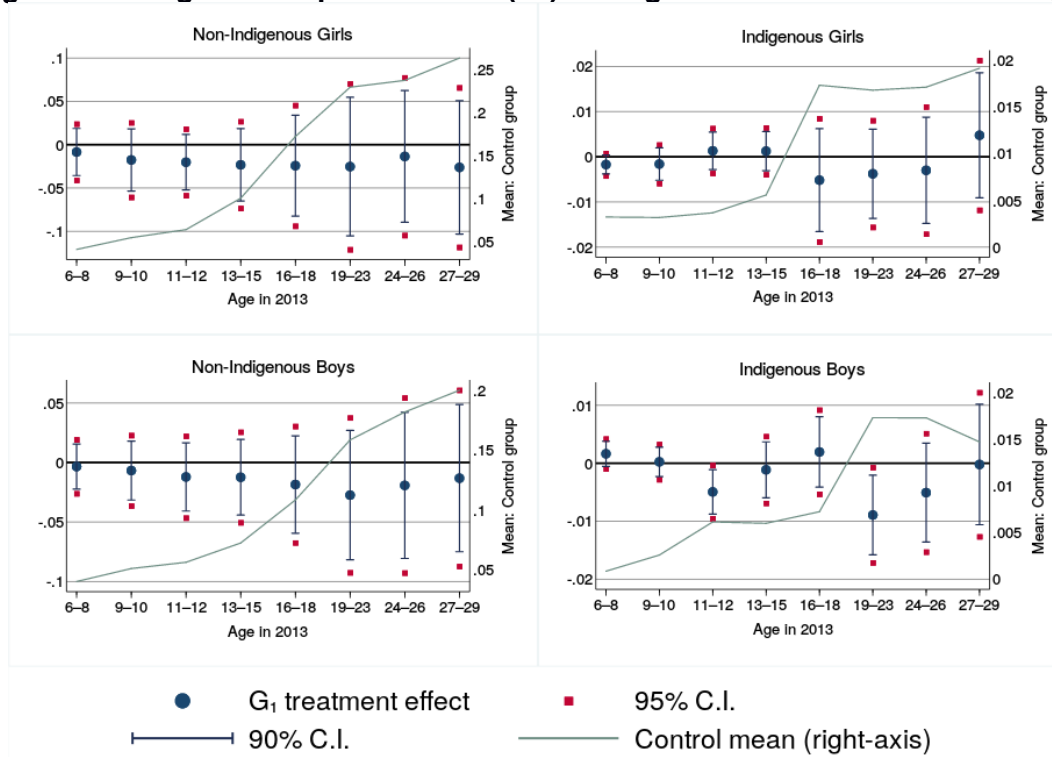 Non-Indigenous Girls
.1
.05
0
-.05
-.1
.25
.2
.15
.1
.05
Mean: Control group
6–8 9–10 11–12 13–15 16–18 19–23 24–26 27–29
Age in 2013
Indigenous Girls
.02
.01
0
-.01
-.02
.02
.015
.01
.005
0
Mean: Control group
6–8 9–10 11–12 13–15 16–18 19–23 24–26 27–29
Age in 2013
Non-Indigenous Boys
.05
0
-.05
-.1
.2
.15
.1
.05
Mean: Control group
6–8 9–10 11–12 13–15 16–18 19–23 24–26 27–29
Age in 2013
Indigenous Boys
.01
0
-.01
-.02
.02
.015
.01
.005
0
Mean: Control group
6–8 9–10 11–12 13–15 16–18 19–23 24–26 27–29
Age in 2013
G₁ treatment effect
95% C.I.
90% C.I.
Control mean (right-axis)